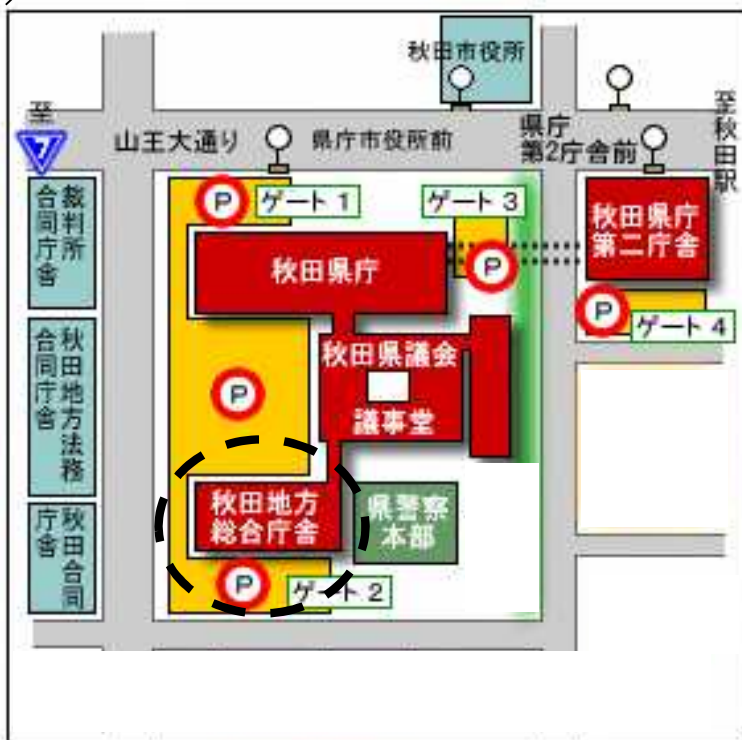 秋田市役所
至
7
山王大通り
県庁市役所前
県庁
第2庁舎前
至秋田駅
P
ゲート 1
ゲート 3
P
秋田県庁
秋田県庁
第二庁舎
P
ゲート 4
裁判所
合同庁舎
秋田県議会
議事堂
P
秋田地方法務
合同庁舎
秋田地方
総合庁舎
県警察
本部
秋田合同
庁舎
P
ゲート 2